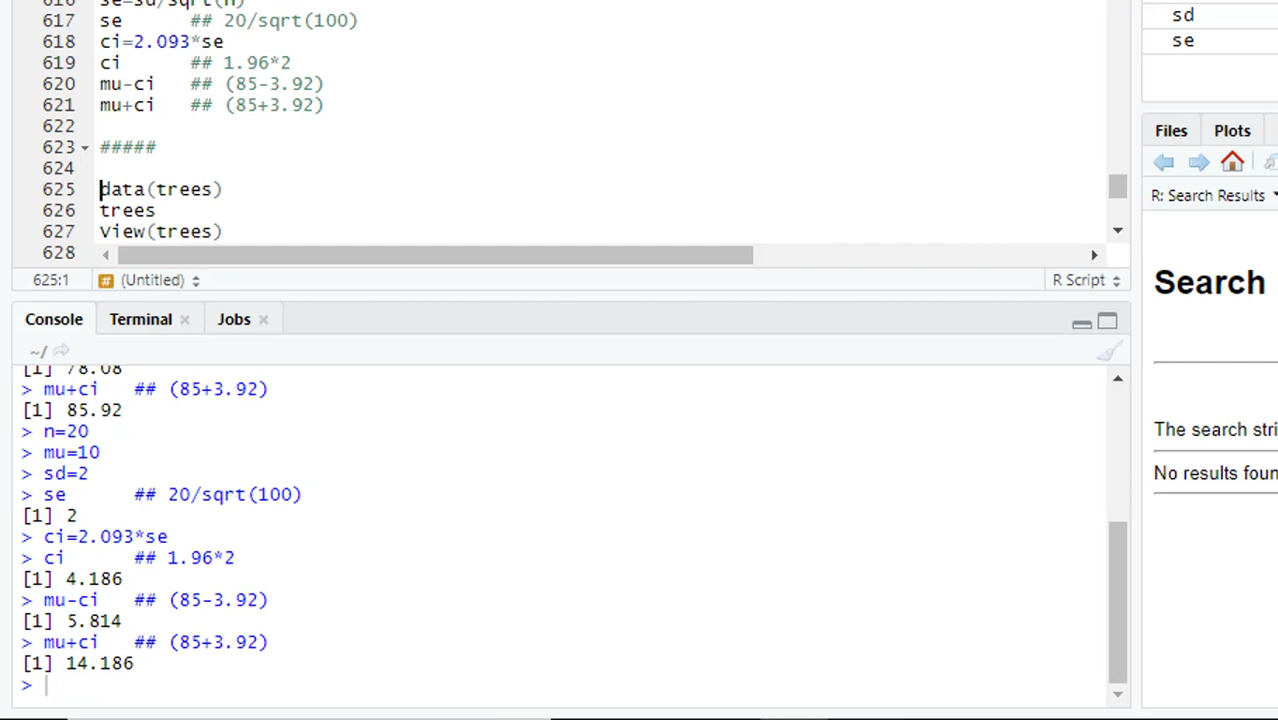 616 se=sd/sqrt(n)
617 se ## 20/sqrt(100)
618 ci=2.093*se
619 ci ## 1.96*2
620 mu-ci ## (85-3.92)
621 mu+ci ## (85+3.92)
622
623 #####
624
625 data(trees)
626 trees
627 View(trees)
628
625:1 # (Untitled) R Script
Console Terminal Jobs
~/
[1] 78.08
> mu+ci ## (85+3.92)
[1] 85.92
> n=20
> mu=10
> sd=2
> se ## 20/sqrt(100)
[1] 2
> ci=2.093*se
> ci ## 1.96*2
[1] 4.186
> mu-ci ## (85-3.92)
[1] 5.814
> mu+ci ## (85+3.92)
[1] 14.186
>
sd
se
Files Plots
R: Search Results
Search
The search stri
No results foun